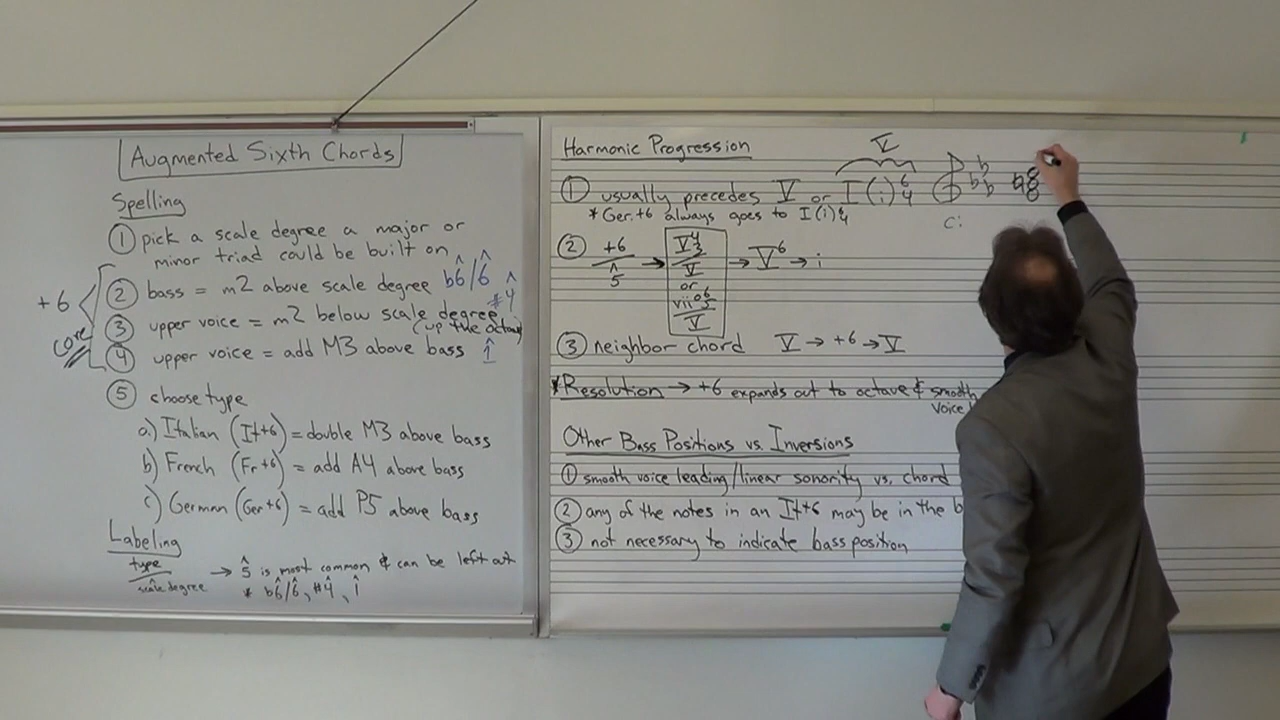 Augmented Sixth Chords
Spelling
① pick a scale degree a major or
minor triad could be built on
② bass = m2 above scale degree b6̂/6̂
③ upper voice = m2 below scale degree #4̂
(up the octave)
④ upper voice = add M3 above bass 1̂
+6
core
⑤ choose type
a.) Italian (It+6) = double M3 above bass
b) French (Fr+6) = add A4 above bass
c) German (Ger+6) = add P5 above bass
Labeling
type
scale degree
→ 5̂ is most common & can be left out
* b6̂/6̂, #4̂, 1̂
Harmonic Progression
V
① usually precedes V or I(i)6/4
* Ger.+6 always goes to I(i)6/4
② +6/5̂ → V4/3/V or viiº6/5/V → V6 → i
③ neighbor chord V → +6 → V
*Resolution → +6 expands out to octave & smooth
voice
Other Bass Positions vs. Inversions
① smooth voice leading/linear sonority vs. chord
② any of the notes in an It+6 may be in the
③ not necessary to indicate bass position
c: